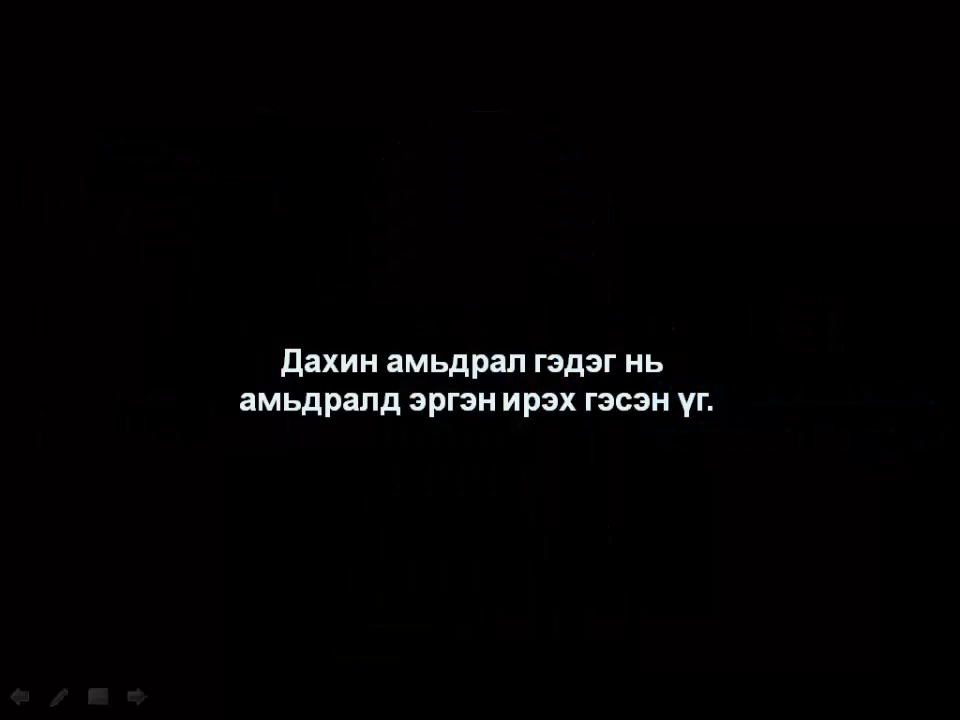 Дахин амьдрал гэдэг нь
амьдралд эргэн ирэх гэсэн үг.